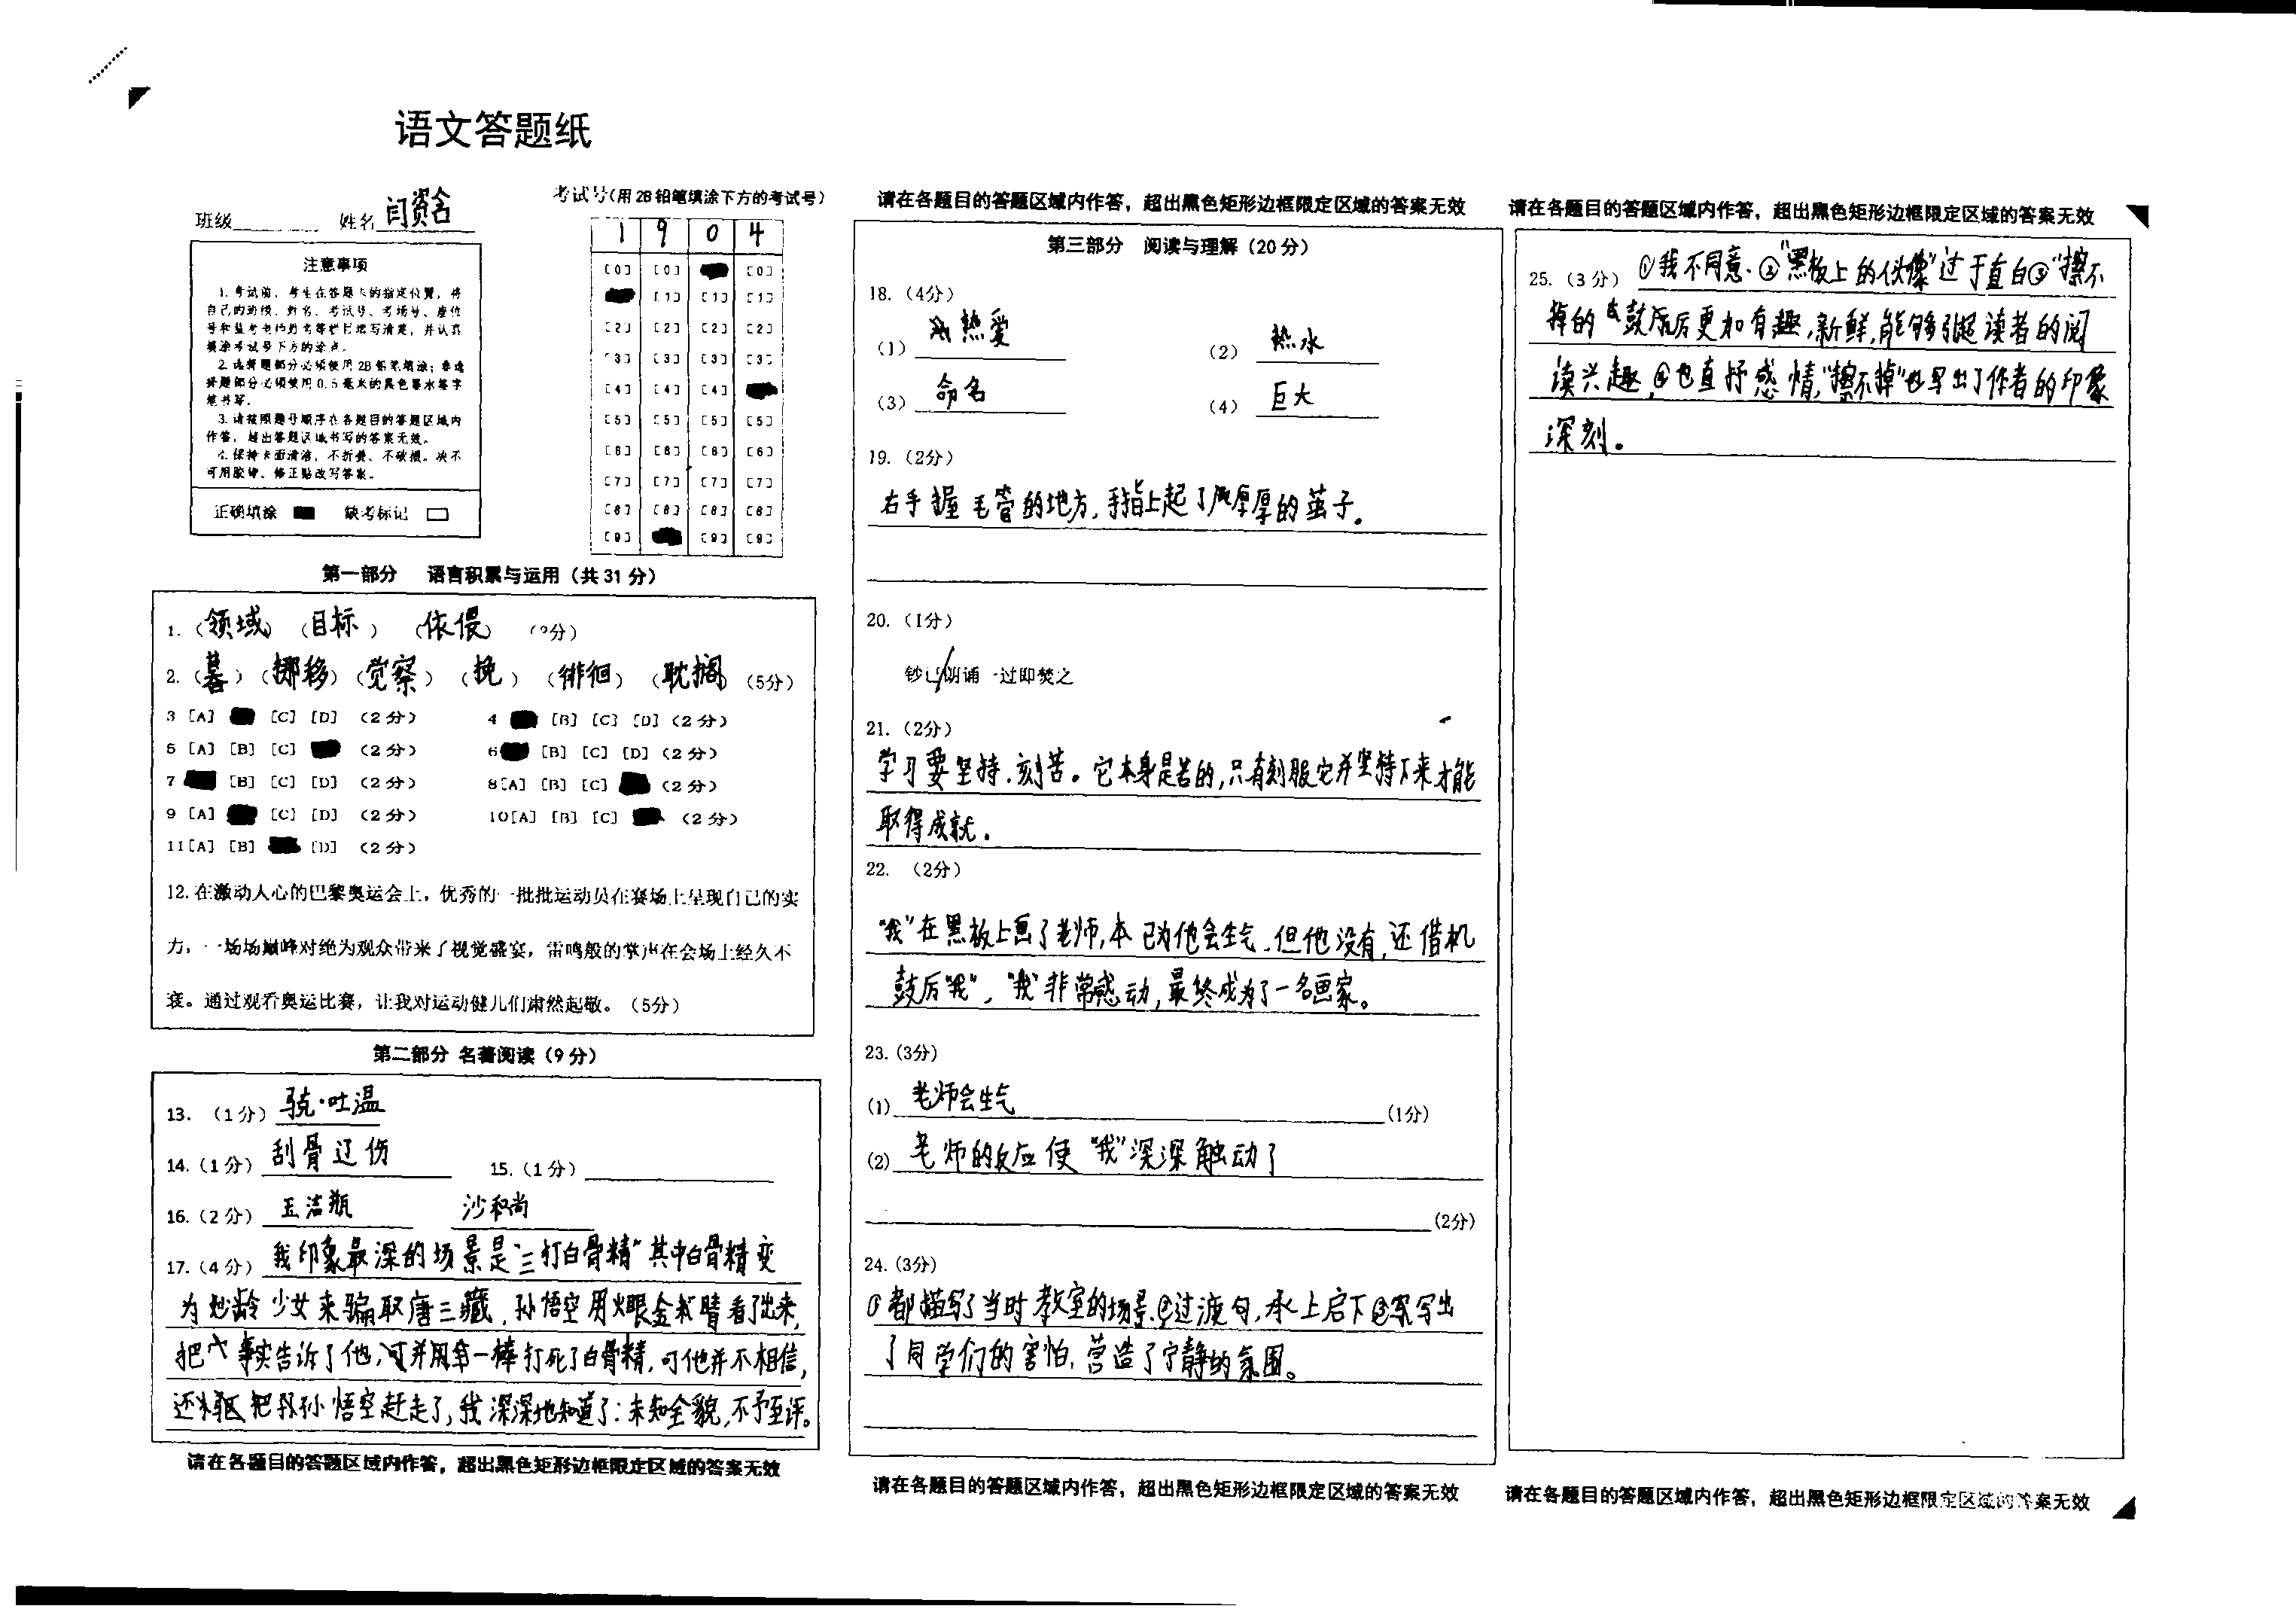 语文答题纸
班级 姓名 闫资含
考试号(用2B铅笔填涂下方的考试号)
1 9 0 4
注意事项
1. 考试前，考生在答题卡的指定位置，将
自己的班级、姓名、考试号、考场号、座位
号和监考老师姓名等栏目填写清楚，并认真
填涂考试号下方的涂点。
2. 选择题部分必须使用2B铅笔填涂；非选
择题部分必须使用0.5毫米的黑色墨水签字
笔书写。
3. 请按照题号顺序在各题目的答题区域内
作答，超出答题区域书写的答案无效。
4. 保持卡面清洁，不折叠、不破损。决不
可用胶带、修正贴改写答案。
正确填涂 缺考标记
[0] [0] [0]
[1] [1] [1]
[2] [2] [2] [2]
[3] [3] [3] [3]
[4] [4] [4]
[5] [5] [5] [5]
[6] [6] [6] [6]
[7] [7] [7] [7]
[8] [8] [8] [8]
[9] [9] [9]
第一部分 语言积累与运用（共31分）
1.（领域）（目标）（依偎）（3分）
2.（暮）（挪移）（觉察）（挽）（徘徊）（耽搁）（5分）
3 [A] [C] [D] （2分） 4 [B] [C] [D]（2分）
5 [A] [B] [C] （2分） 6 [B] [C] [D]（2分）
7 [B] [C] [D] （2分） 8[A] [B] [C] （2分）
9 [A] [C] [D] （2分） 10[A] [B] [C] （2分）
11[A] [B] [D] （2分）
12.在激动人心的巴黎奥运会上，优秀的一批批运动员在赛场上呈现自己的实
力，一场场巅峰对绝为观众带来了视觉盛宴，雷鸣般的掌声在会场上经久不
衰。通过观看奥运比赛，让我对运动健儿们肃然起敬。（5分）
第二部分 名著阅读（9分）
13. （1分） 骁·吐温
14.（1分） 刮骨辽伤 15.（1分）
16.（2分） 玉洁瓶 沙和尚
17.（4分） 我印象最深的场景是“三打白骨精”其中白骨精变
为妙龄少女来骗取唐三藏，孙悟空用火眼金睛看了出来，
把事实告诉了他，并用拿一棒打死了白骨精，可他并不相信，
还把孙悟空赶走了，我深深地知道了：未知全貌，不予至评。
请在各题目的答题区域内作答，超出黑色矩形边框限定区域的答案无效
请在各题目的答题区域内作答，超出黑色矩形边框限定区域的答案无效
第三部分 阅读与理解（20分）
18.（4分）
（1） 热爱 （2） 热水
（3） 命名 （4） 巨大
19.（2分）
右手握毛管的地方，手指上起了厚厚的茧子。
20.（1分）
钞已/朗诵一过即焚之
21.（2分）
学习要坚持、刻苦。它本身是苦的，只有刻服它并坚持下来才能
取得成就。
22. （2分）
“我”在黑板上画了老师，本已为他会生气，但他没有，还借机
鼓厉“我”，“我”非常感动，最终成为了一名画家。
23.（3分）
(1) 老师会生气 (1分)
(2) 老师的反应使“我”深深触动了
(2分)
24.（3分）
①都描写了当时教室的场景②过渡句，承上启下③写出
了同学们的害怕，营造了宁静的氛围。
请在各题目的答题区域内作答，超出黑色矩形边框限定区域的答案无效
请在各题目的答题区域内作答，超出黑色矩形边框限定区域的答案无效
25.（3分） ①我不同意.②“黑板上的伙像”过于直白③“擦不
掉的鼓厉更加有趣，新鲜，能够引起读者的阅
读兴趣，④也直抒感情，“擦不掉”也写出了作者的印象
深刻。
请在各题目的答题区域内作答，超出黑色矩形边框限定区域的答案无效